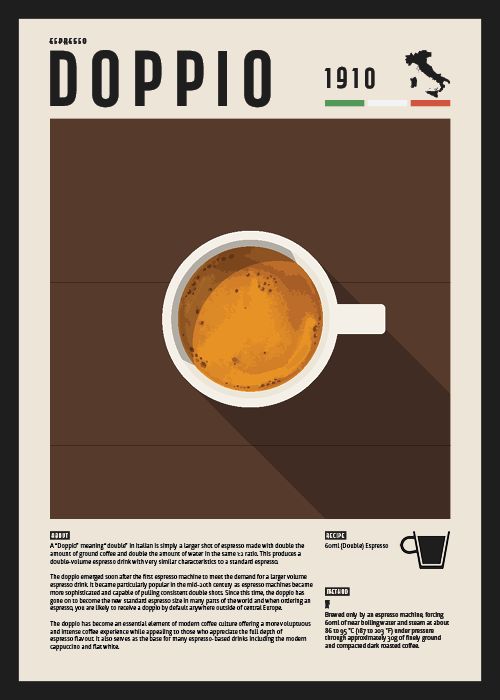 ESPRESSO
DOPPIO
1910
ABOUT
A "Doppio" meaning "double" in Italian is simply a larger shot of espresso made with double the
amount of ground coffee and double the amount of water in the same 1:2 ratio. This produces a
double-volume espresso drink with very similar characteristics to a standard espresso.
The doppio emerged soon after the first espresso machine to meet the demand for a larger volume
espresso drink. It became particularly popular in the mid-20th century as espresso machines became
more sophisticated and capable of pulling consistent double shots. Since this time, the doppio has
gone on to become the new standard espresso size in many parts of the world and when ordering an
espresso, you are likely to receive a doppio by default anywhere outside of central Europe.
The doppio has become an essential element of modern coffee culture offering a more voluptuous
and intense coffee experience while appealing to those who appreciate the full depth of
espresso flavour. It also serves as the base for many espresso-based drinks including the modern
cappuccino and flat white.
RECIPE
60ml (Double) Espresso
METHOD
Brewed only by an espresso machine, forcing
60ml of near boiling water and steam at about
86 to 95 °C (187 to 203 °F) under pressure
through approximately 30g of finely ground
and compacted dark roasted coffee.